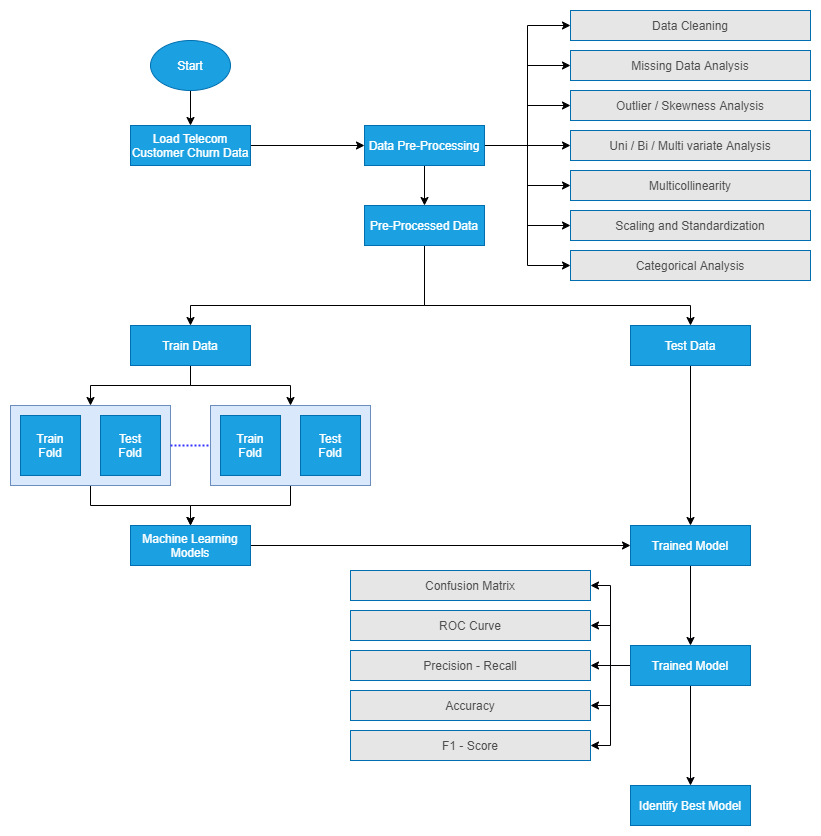 Start
Load Telecom
Customer Churn Data
Data Pre-Processing
Pre-Processed Data
Data Cleaning
Missing Data Analysis
Outlier / Skewness Analysis
Uni / Bi / Multi variate Analysis
Multicollinearity
Scaling and Standardization
Categorical Analysis
Train Data
Test Data
Train
Fold
Test
Fold
Train
Fold
Test
Fold
Machine Learning
Models
Trained Model
Confusion Matrix
ROC Curve
Precision - Recall
Accuracy
F1 - Score
Trained Model
Identify Best Model